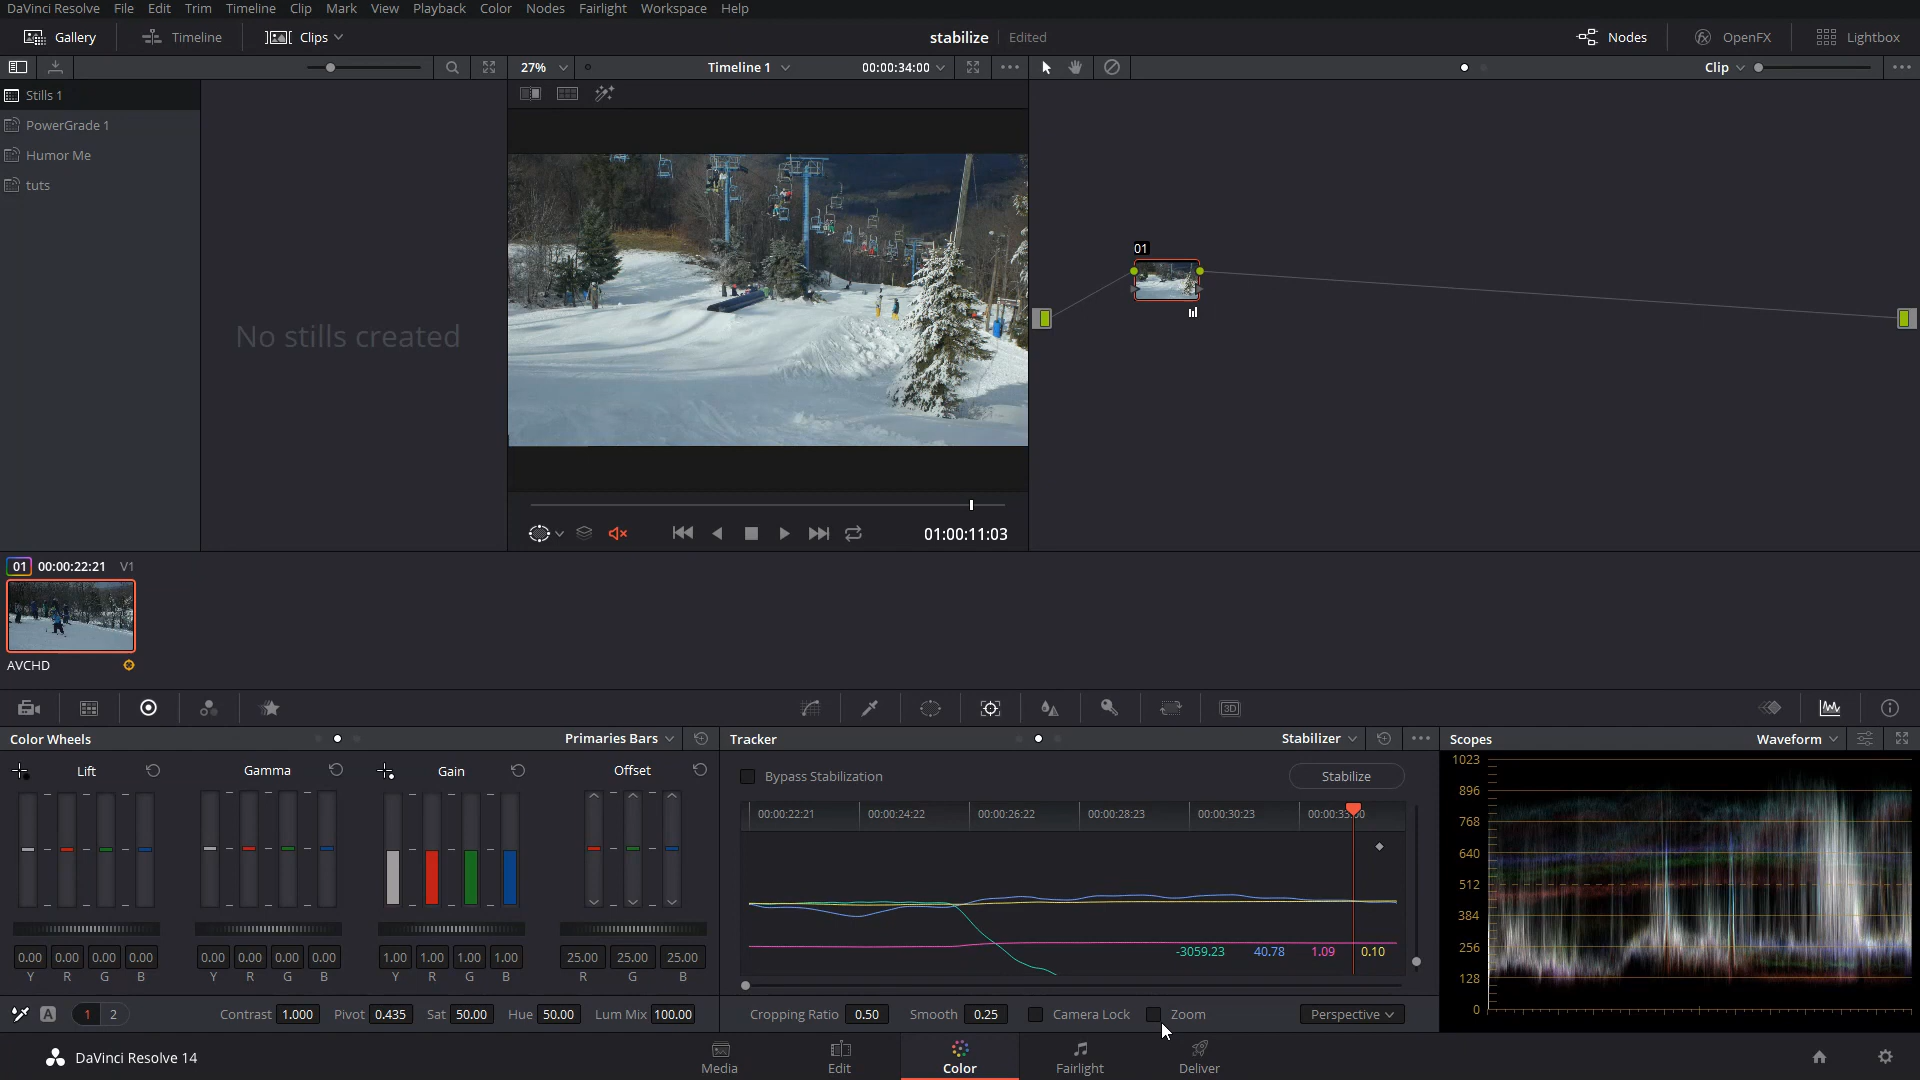 DaVinci Resolve File Edit Trim Timeline Clip Mark View Playback Color Nodes Fairlight Workspace Help
Gallery Timeline Clips stabilize Edited Nodes OpenFX Lightbox
27% Timeline 1 00:00:34:00 Clip
Stills 1
PowerGrade 1
Humor Me
tuts
No stills created
01
01:00:11:03
01 00:00:22:21 V1
AVCHD
3D
Color Wheels Primaries Bars
Lift Gamma Gain Offset
0.00 0.00 0.00 0.00 0.00 0.00 0.00 0.00 1.00 1.00 1.00 1.00 25.00 25.00 25.00
Y R G B Y R G B Y R G B R G B
A 1 2 Contrast 1.000 Pivot 0.435 Sat 50.00 Hue 50.00 Lum Mix 100.00
Tracker Stabilizer
Bypass Stabilization Stabilize
00:00:22:21 00:00:24:22 00:00:26:22 00:00:28:23 00:00:30:23
-3059.23 40.78 1.09 0.10
Cropping Ratio 0.50 Smooth 0.25 Camera Lock Zoom Perspective
Scopes Waveform
1023
896
768
640
512
384
256
128
0
DaVinci Resolve 14 Media Edit Color Fairlight Deliver